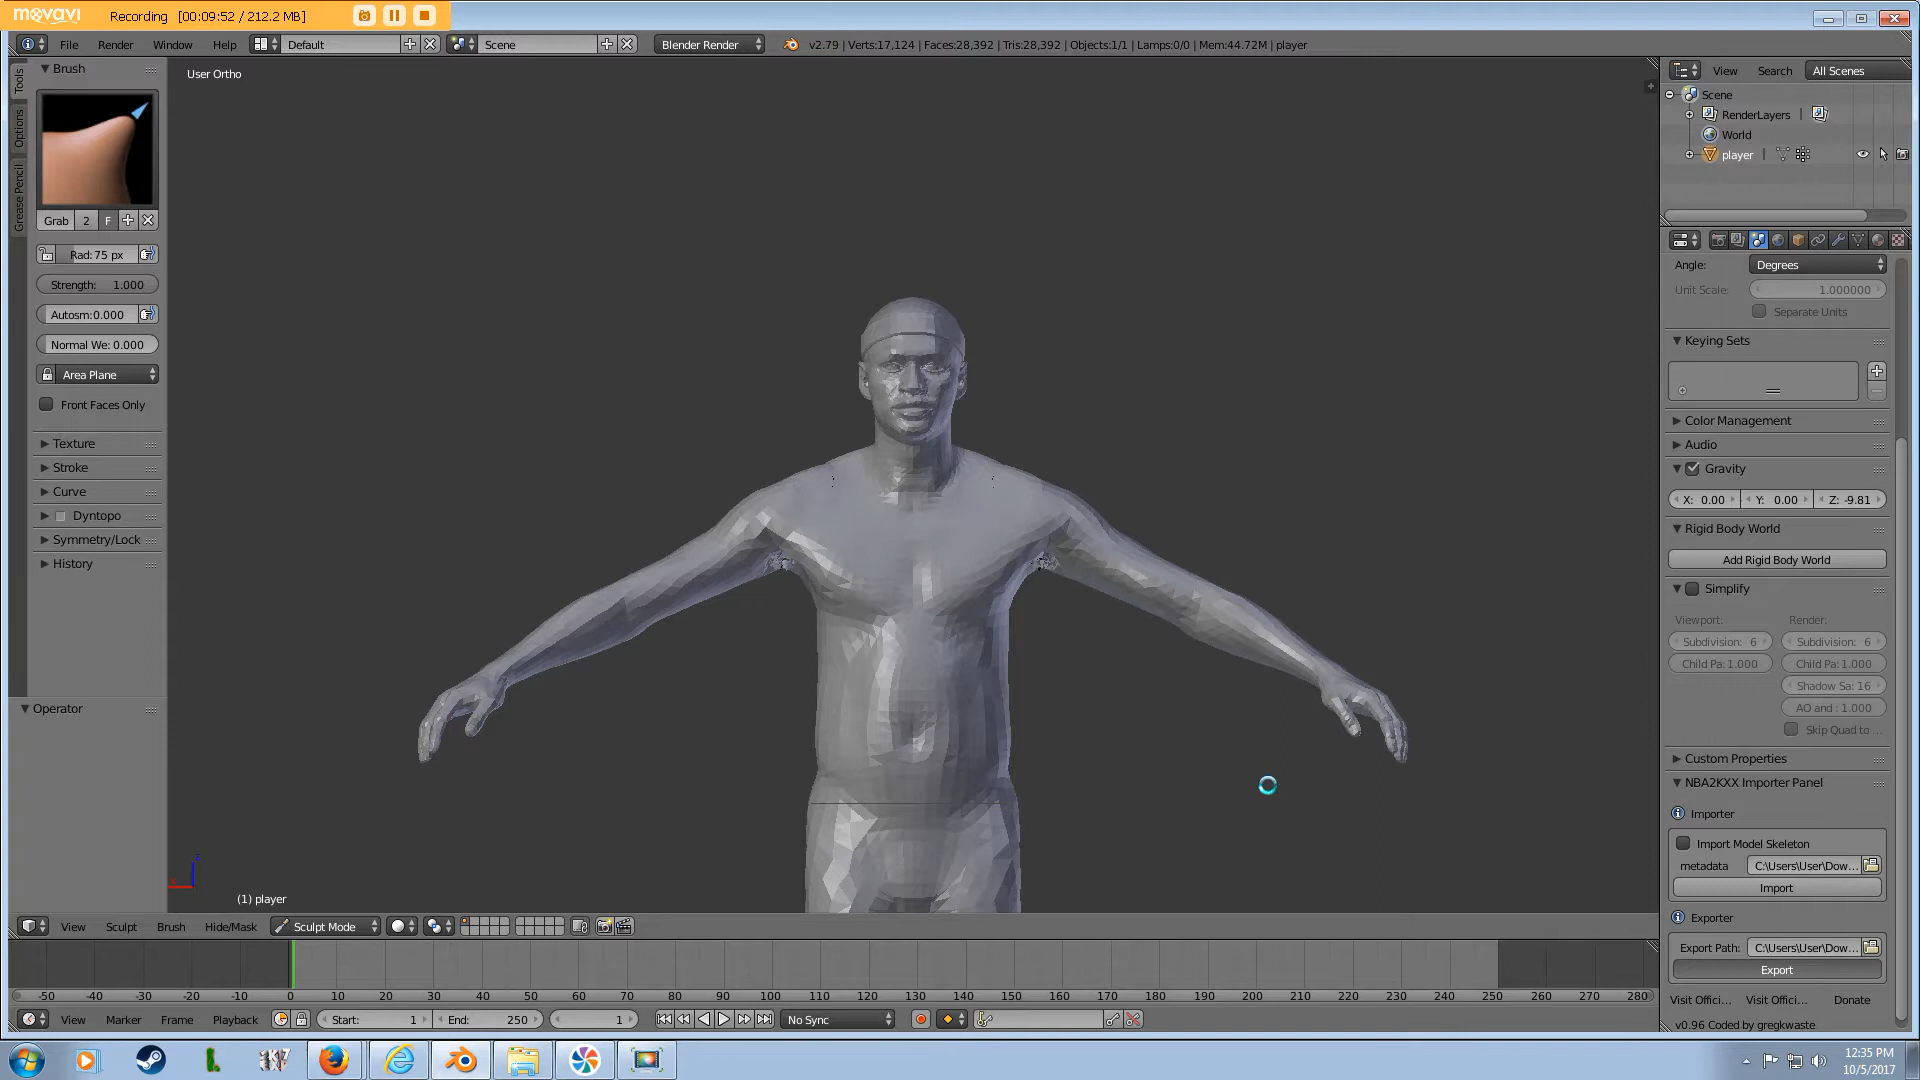 movavi Recording [00:09:52 / 212.2 MB]
File Render Window Help Default Scene Blender Render v2.79 | Verts:17,124 | Faces:28,392 | Tris:28,392 | Objects:1/1 | Lamps:0/0 | Mem:44.72M | player
Tools
Options
Grease Pencil
Brush
Grab 2 F
Rad: 75 px
Strength: 1.000
Autosm:0.000
Normal We: 0.000
Area Plane
Front Faces Only
Texture
Stroke
Curve
Dyntopo
Symmetry/Lock
History
Operator
User Ortho
(1) player
View Search All Scenes
Scene
RenderLayers
World
player
Angle: Degrees
Unit Scale: 1.000000
Separate Units
Keying Sets
Color Management
Audio
Gravity
X: 0.00 Y: 0.00 Z: -9.81
Rigid Body World
Add Rigid Body World
Simplify
Viewport: Render:
Subdivision: 6 Subdivision: 6
Child Pa: 1.000 Child Pa: 1.000
Shadow Sa: 16
AO and : 1.000
Skip Quad to ...
Custom Properties
NBA2KXX Importer Panel
Importer
Import Model Skeleton
metadata C:\Users\User\Dow...
Import
Exporter
Export Path: C:\Users\User\Dow...
Export
Visit Offici... Visit Offici... Donate
v0.96 Coded by gregkwaste
View Sculpt Brush Hide/Mask Sculpt Mode
-50 -40 -30 -20 -10 0 10 20 30 40 50 60 70 80 90 100 110 120 130 140 150 160 170 180 190 200 210 220 230 240 250 260 270 280
View Marker Frame Playback Start: 1 End: 250 1 No Sync
12:35 PM
10/5/2017